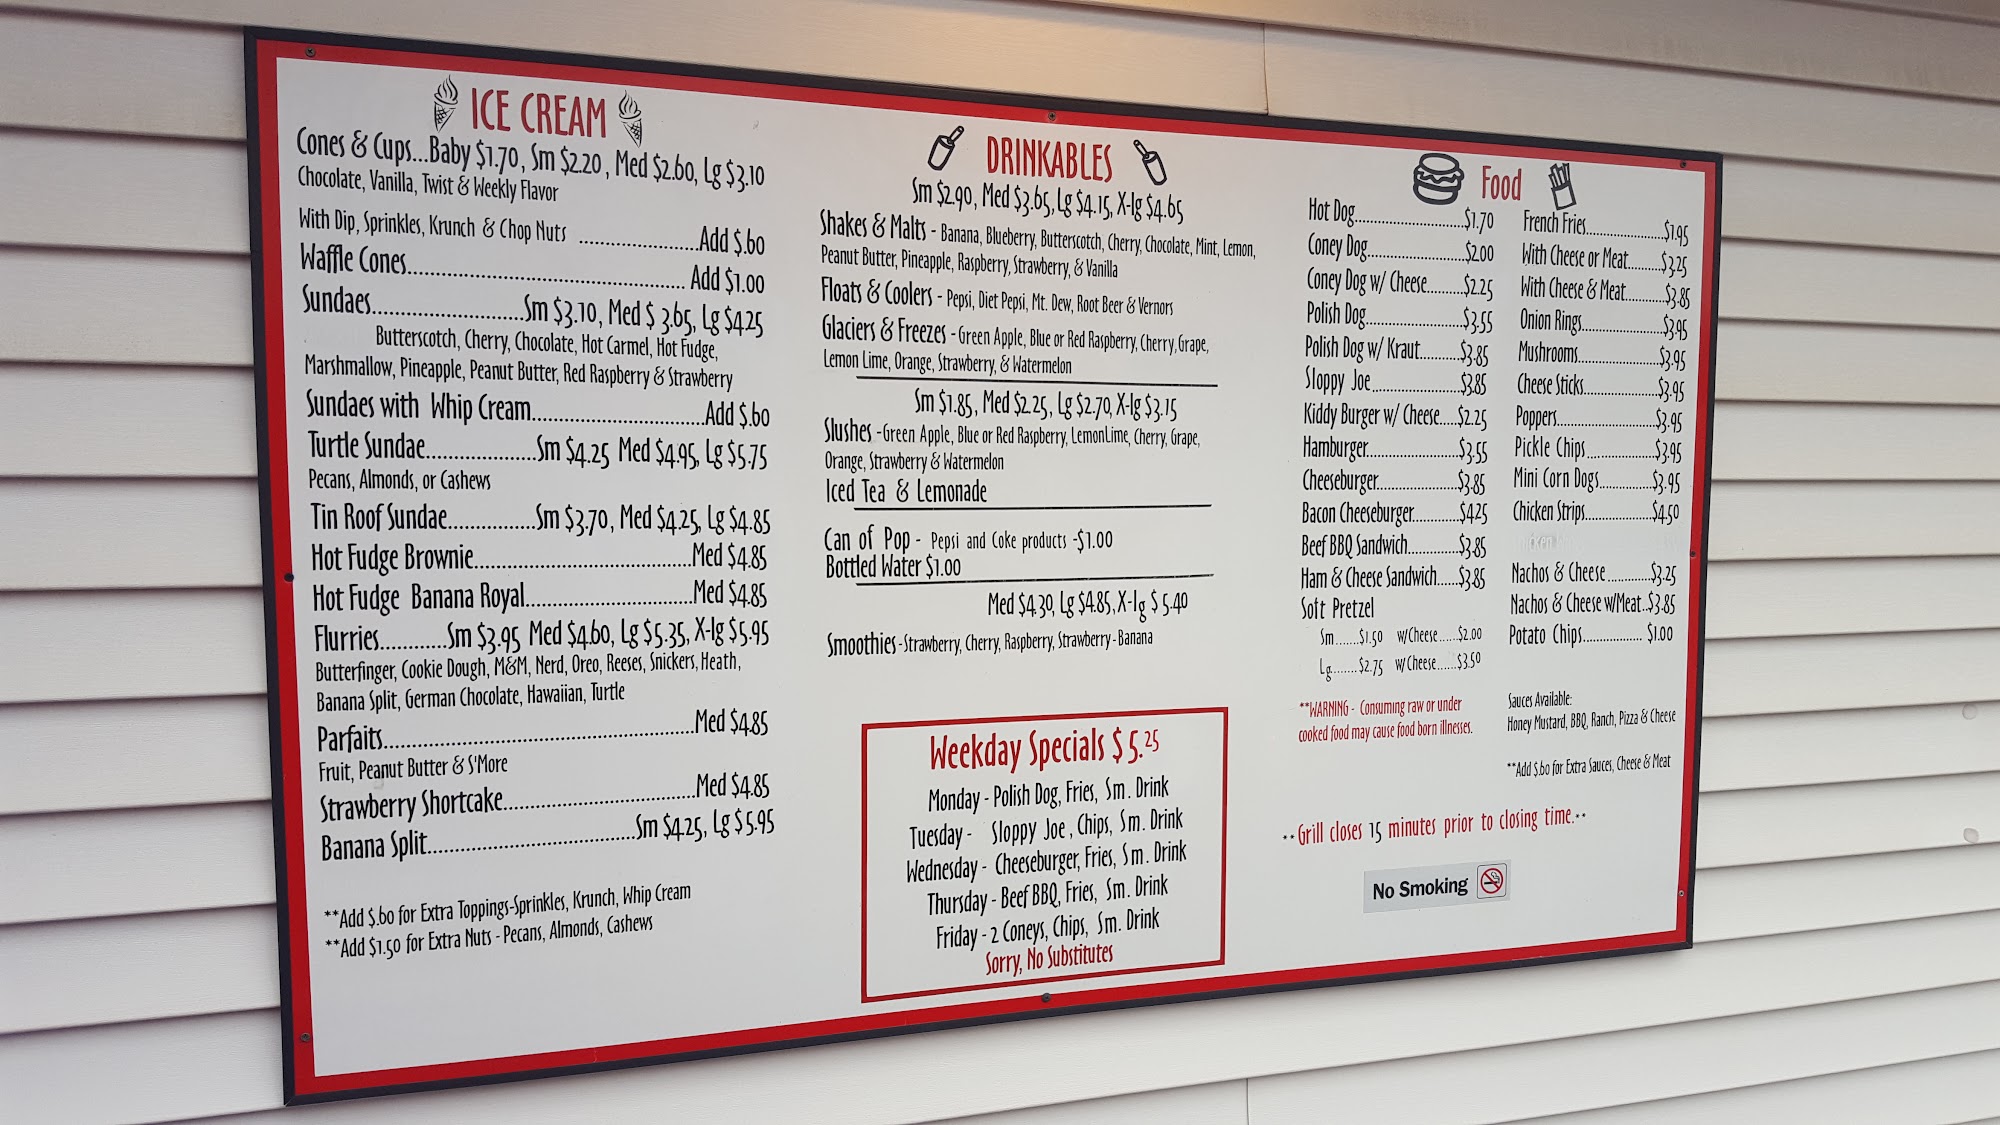 ICE CREAM
Cones & Cups...Baby $1.70, Sm $2.20, Med $2.60, Lg $3.10
Chocolate, Vanilla, Twist & Weekly Flavor
With Dip, Sprinkles, Krunch & Chop Nuts ......................Add $.60
Waffle Cones.................................... Add $1.00
Sundaes........................Sm $3.10, Med $ 3.65, Lg $4.25
Butterscotch, Cherry, Chocolate, Hot Carmel, Hot Fudge,
Marshmallow, Pineapple, Peanut Butter, Red Raspberry & Strawberry
Sundaes with Whip Cream.......................Add $.60
Turtle Sundae....................Sm $4.25 Med $4.95, Lg $5.75
Pecans, Almonds, or Cashews
Tin Roof Sundae................Sm $3.70, Med $4.25, Lg $4.85
Hot Fudge Brownie.......................................Med $4.85
Hot Fudge Banana Royal..............................Med $4.85
Flurries............Sm $3.95 Med $4.60, Lg $5.35, X-lg $5.95
Butterfinger, Cookie Dough, M&M, Nerd, Oreo, Reeses, Snickers, Heath,
Banana Split, German Chocolate, Hawaiian, Turtle
Parfaits........................................................Med $4.85
Fruit, Peanut Butter & S'More
Strawberry Shortcake...................................Med $4.85
Banana Split.....................................Sm $4.25, Lg $5.95
**Add $.60 for Extra Toppings-Sprinkles, Krunch, Whip Cream
**Add $1.50 for Extra Nuts - Pecans, Almonds, Cashews
DRINKABLES
Sm $2.90, Med $3.65, Lg $4.15, X-lg $4.65
Shakes & Malts - Banana, Blueberry, Butterscotch, Cherry, Chocolate, Mint, Lemon,
Peanut Butter, Pineapple, Raspberry, Strawberry, & Vanilla
Floats & Coolers - Pepsi, Diet Pepsi, Mt. Dew, Root Beer & Vernors
Glaciers & Freezes - Green Apple, Blue or Red Raspberry, Cherry, Grape,
Lemon Lime, Orange, Strawberry, & Watermelon
Sm $1.85, Med $2.25, Lg $2.70, X-lg $3.15
Slushes -Green Apple, Blue or Red Raspberry, LemonLime, Cherry, Grape,
Orange, Strawberry & Watermelon
Iced Tea & Lemonade
Can of Pop - Pepsi and Coke products -$1.00
Bottled Water $1.00
Med $4.30, Lg $4.85, X-lg $ 5.40
Smoothies-Strawberry, Cherry, Raspberry, Strawberry-Banana
Weekday Specials $ 5.25
Monday - Polish Dog, Fries, Sm. Drink
Tuesday - Sloppy Joe, Chips, Sm. Drink
Wednesday - Cheeseburger, Fries, Sm. Drink
Thursday - Beef BBQ, Fries, Sm. Drink
Friday - 2 Coneys, Chips, Sm. Drink
Sorry, No Substitutes
Food
Hot Dog.........................$1.70
Coney Dog......................$2.00
Coney Dog w/ Cheese.........$2.25
Polish Dog.......................$3.55
Polish Dog w/ Kraut..........$3.85
Sloppy Joe......................$3.85
Kiddy Burger w/ Cheese.....$2.25
Hamburger.....................$3.55
Cheeseburger..................$3.85
Bacon Cheeseburger...........$4.25
Beef BBQ Sandwich............$3.85
Ham & Cheese Sandwich.....$3.85
Soft Pretzel
Sm.......$1.50 w/Cheese......$2.00
Lg........$2.75 w/Cheese......$3.50
**WARNING - Consuming raw or under
cooked food may cause food born illnesses.
French Fries....................$1.95
With Cheese or Meat.........$3.25
With Cheese & Meat...........$3.85
Onion Rings.....................$3.95
Mushrooms.....................$3.95
Cheese Sticks..................$3.95
Poppers.........................$3.95
Pickle Chips..................$3.95
Mini Corn Dogs..............$3.95
Chicken Strips..................$4.50
Nachos & Cheese............$3.25
Nachos & Cheese w/Meat..$3.85
Potato Chips................. $1.00
Sauces Available:
Honey Mustard, BBQ, Ranch, Pizza & Cheese
**Add $.60 for Extra Sauces, Cheese & Meat
**Grill closes 15 minutes prior to closing time.**
No Smoking